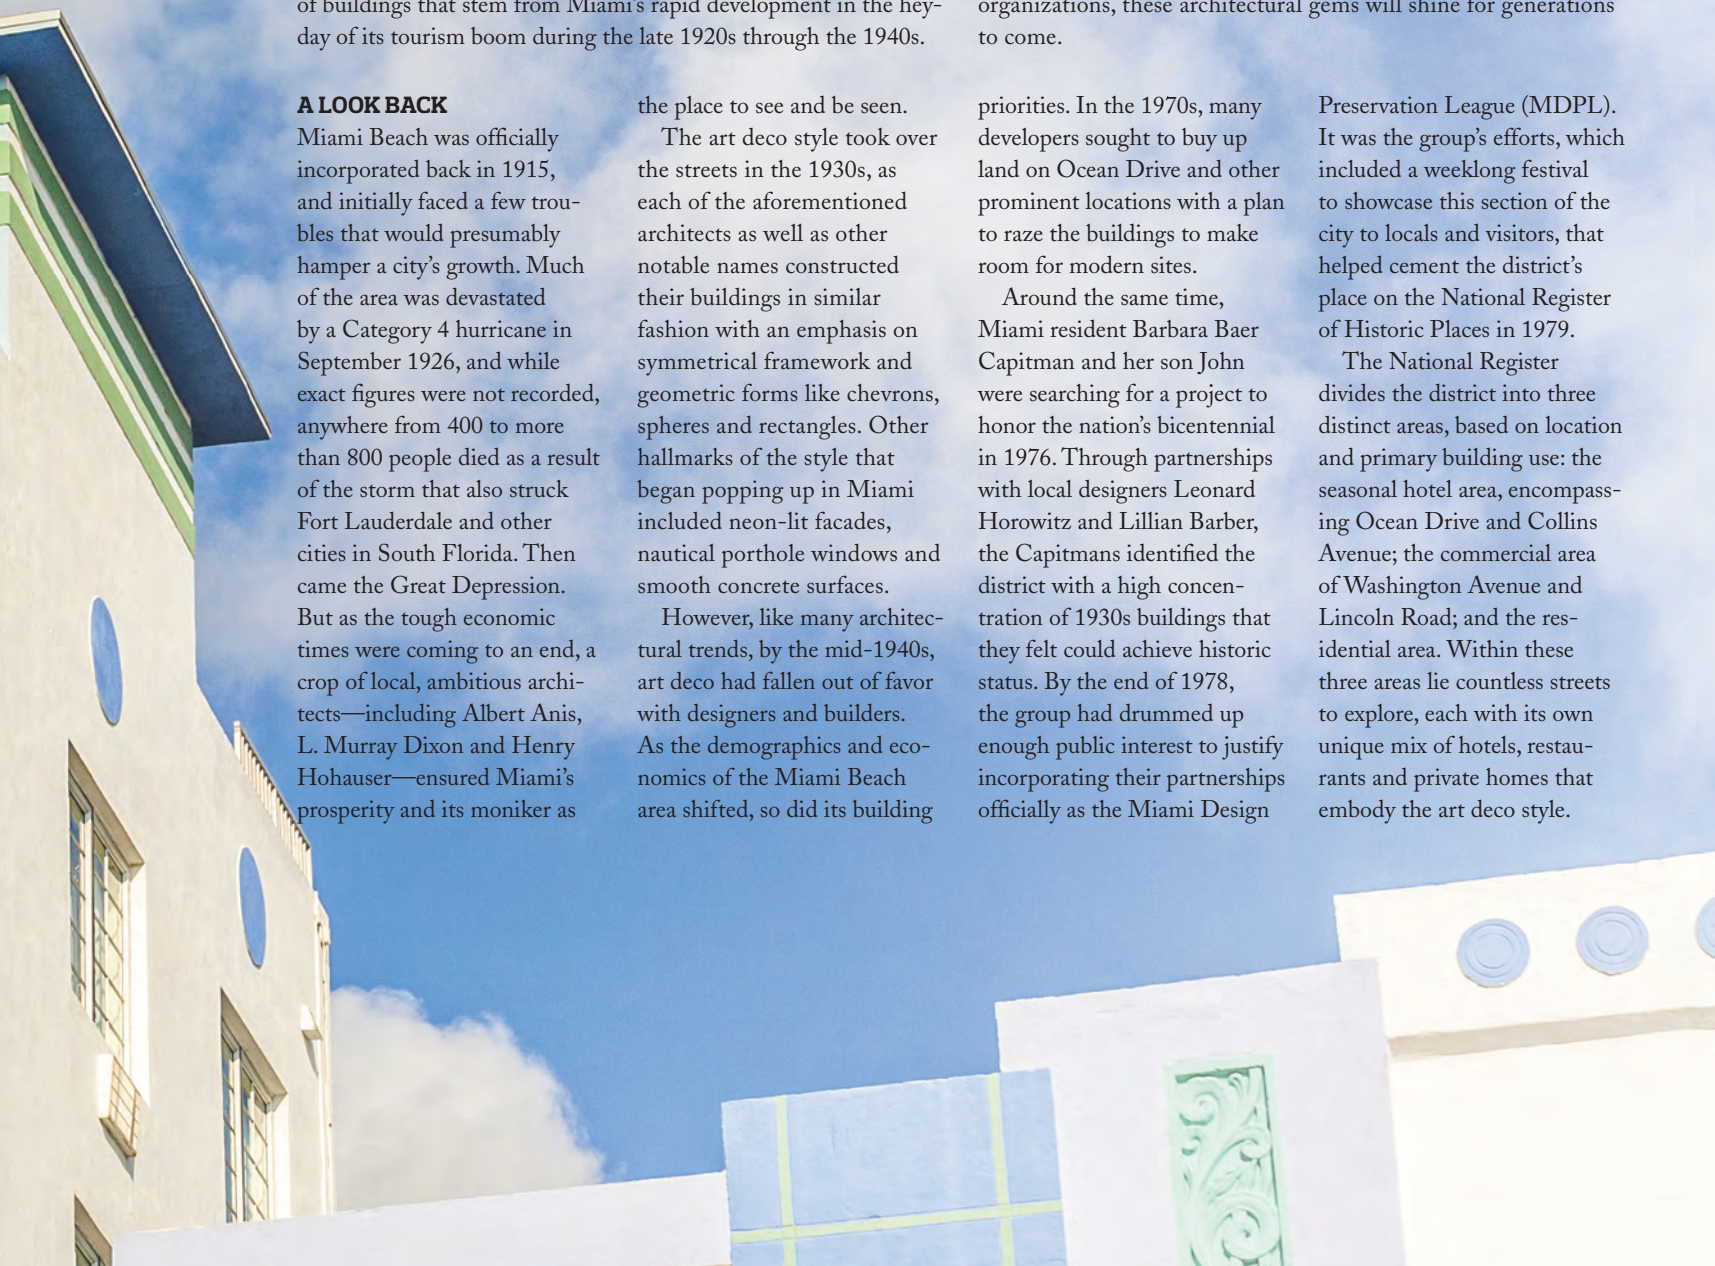 of buildings that stem from Miami's rapid development in the hey-
day of its tourism boom during the late 1920s through the 1940s.
organizations, these architectural gems will shine for generations
to come.
A LOOK BACK
Miami Beach was officially
incorporated back in 1915,
and initially faced a few trou-
bles that would presumably
hamper a city's growth. Much
of the area was devastated
by a Category 4 hurricane in
September 1926, and while
exact figures were not recorded,
anywhere from 400 to more
than 800 people died as a result
of the storm that also struck
Fort Lauderdale and other
cities in South Florida. Then
came the Great Depression.
But as the tough economic
times were coming to an end, a
crop of local, ambitious archi-
tects—including Albert Anis,
L. Murray Dixon and Henry
Hohauser—ensured Miami's
prosperity and its moniker as
the place to see and be seen.
The art deco style took over
the streets in the 1930s, as
each of the aforementioned
architects as well as other
notable names constructed
their buildings in similar
fashion with an emphasis on
symmetrical framework and
geometric forms like chevrons,
spheres and rectangles. Other
hallmarks of the style that
began popping up in Miami
included neon-lit facades,
nautical porthole windows and
smooth concrete surfaces.
However, like many architec-
tural trends, by the mid-1940s,
art deco had fallen out of favor
with designers and builders.
As the demographics and eco-
nomics of the Miami Beach
area shifted, so did its building
priorities. In the 1970s, many
developers sought to buy up
land on Ocean Drive and other
prominent locations with a plan
to raze the buildings to make
room for modern sites.
Around the same time,
Miami resident Barbara Baer
Capitman and her son John
were searching for a project to
honor the nation's bicentennial
in 1976. Through partnerships
with local designers Leonard
Horowitz and Lillian Barber,
the Capitmans identified the
district with a high concen-
tration of 1930s buildings that
they felt could achieve historic
status. By the end of 1978,
the group had drummed up
enough public interest to justify
incorporating their partnerships
officially as the Miami Design
Preservation League (MDPL).
It was the group's efforts, which
included a weeklong festival
to showcase this section of the
city to locals and visitors, that
helped cement the district's
place on the National Register
of Historic Places in 1979.
The National Register
divides the district into three
distinct areas, based on location
and primary building use: the
seasonal hotel area, encompass-
ing Ocean Drive and Collins
Avenue; the commercial area
of Washington Avenue and
Lincoln Road; and the res-
idential area. Within these
three areas lie countless streets
to explore, each with its own
unique mix of hotels, restau-
rants and private homes that
embody the art deco style.